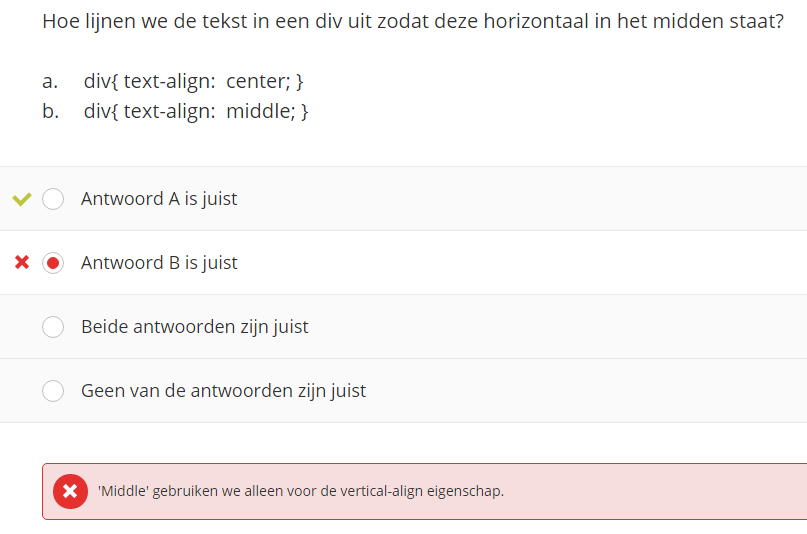 Hoe lijnen we de tekst in een div uit zodat deze horizontaal in het midden staat?
a. div{ text-align: center; }
b. div{ text-align: middle; }
Antwoord A is juist
Antwoord B is juist
Beide antwoorden zijn juist
Geen van de antwoorden zijn juist
'Middle' gebruiken we alleen voor de vertical-align eigenschap.